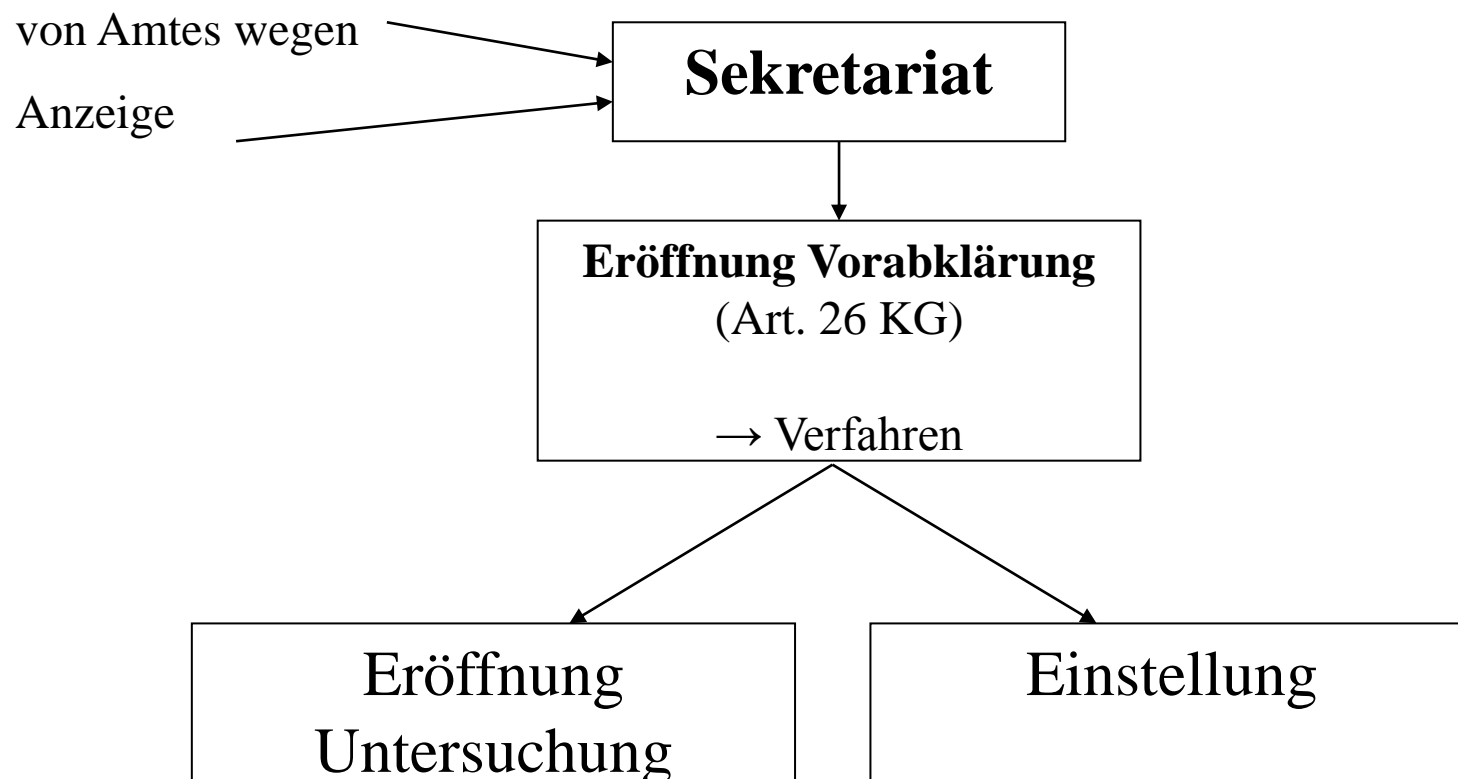 von Amtes wegen
Anzeige
Sekretariat
Eröffnung Vorabklärung
(Art. 26 KG)
→ Verfahren
Eröffnung
Untersuchung
Einstellung